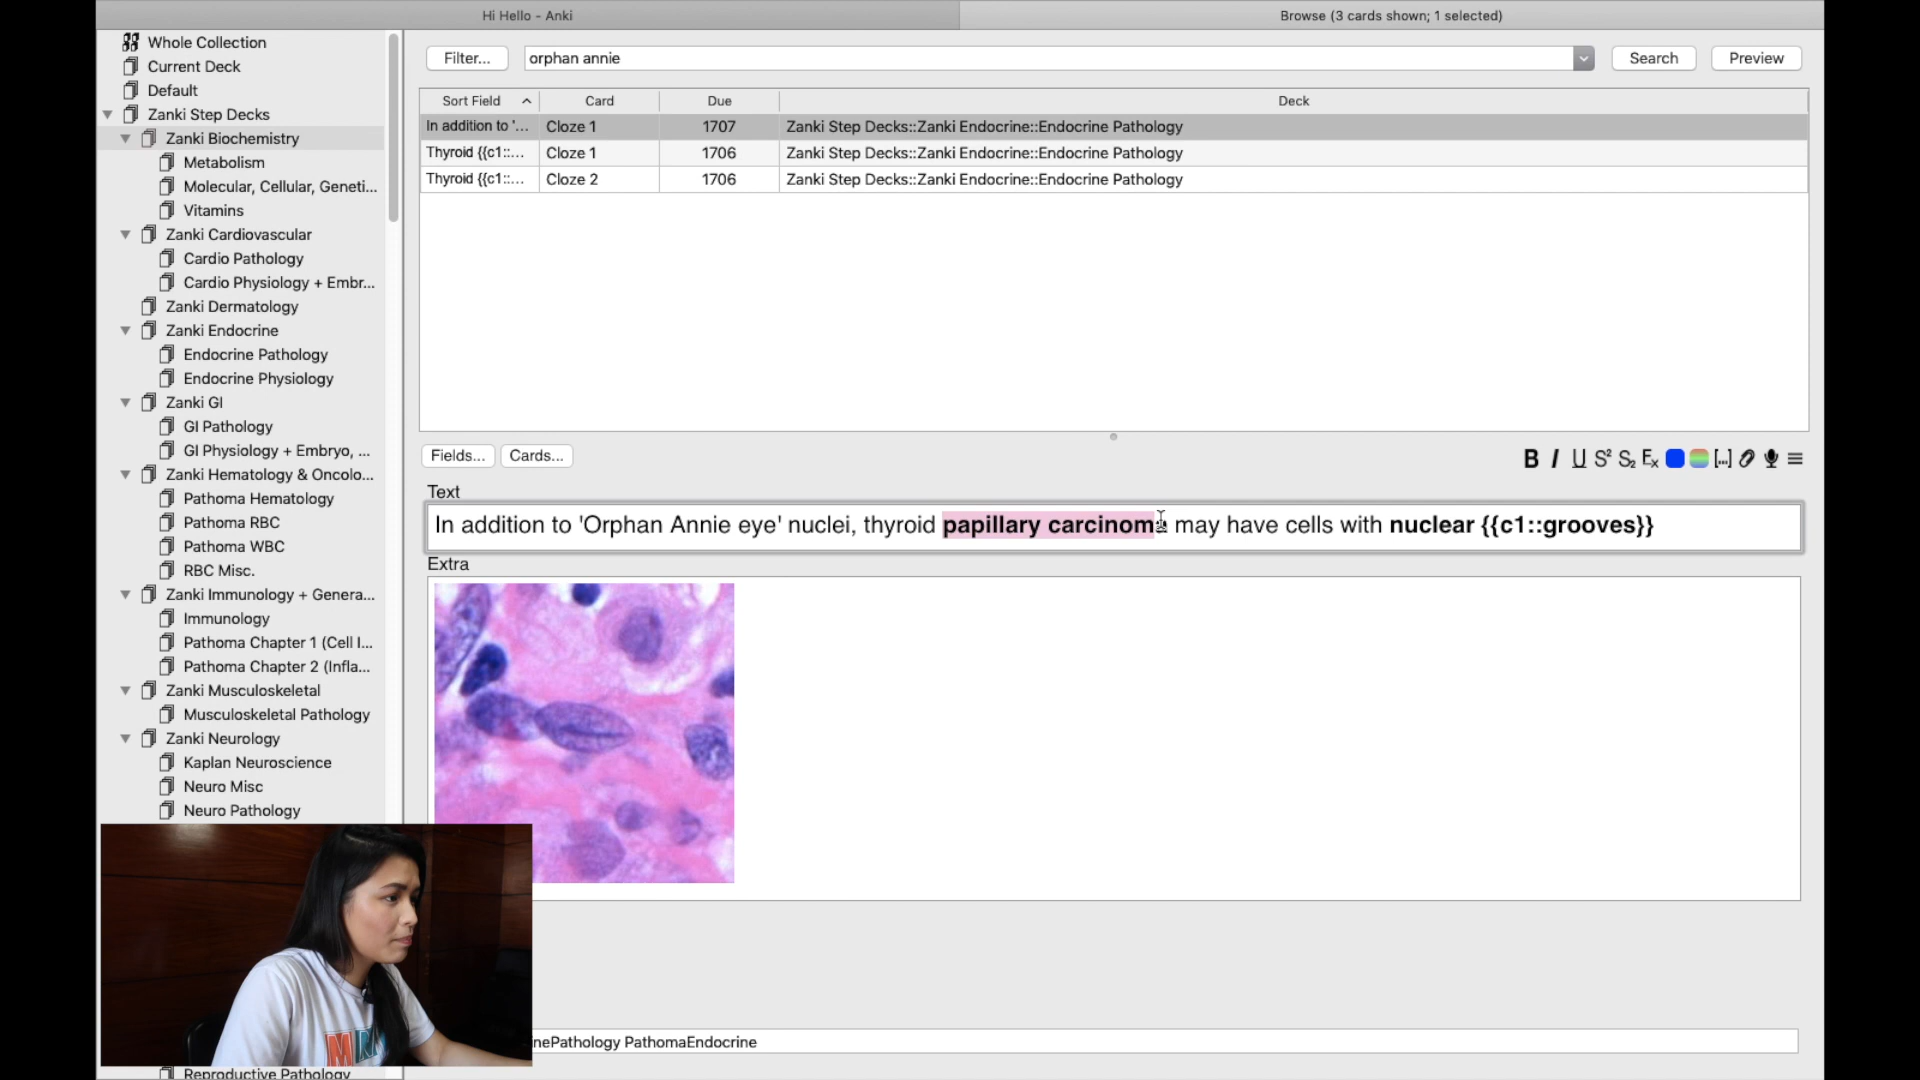 Hi Hello - Anki
Browse (3 cards shown; 1 selected)
Whole Collection
Current Deck
Default
Zanki Step Decks
Zanki Biochemistry
Metabolism
Molecular, Cellular, Geneti...
Vitamins
Zanki Cardiovascular
Cardio Pathology
Cardio Physiology + Embr...
Zanki Dermatology
Zanki Endocrine
Endocrine Pathology
Endocrine Physiology
Zanki GI
GI Pathology
GI Physiology + Embryo, ...
Zanki Hematology & Oncolo...
Pathoma Hematology
Pathoma RBC
Pathoma WBC
RBC Misc.
Zanki Immunology + Genera...
Immunology
Pathoma Chapter 1 (Cell I...
Pathoma Chapter 2 (Infla...
Zanki Musculoskeletal
Musculoskeletal Pathology
Zanki Neurology
Kaplan Neuroscience
Neuro Misc
Neuro Pathology
Reproductive Pathology
Filter... orphan annie Search Preview
Sort Field Card Due Deck
In addition to '... Cloze 1 1707 Zanki Step Decks::Zanki Endocrine::Endocrine Pathology
Thyroid {{c1::... Cloze 1 1706 Zanki Step Decks::Zanki Endocrine::Endocrine Pathology
Thyroid {{c1::... Cloze 2 1706 Zanki Step Decks::Zanki Endocrine::Endocrine Pathology
Fields... Cards... B I U S² S₂ Ex [...]
Text
In addition to 'Orphan Annie eye' nuclei, thyroid papillary carcinoma may have cells with nuclear {{c1::grooves}}
Extra
nePathology PathomaEndocrine